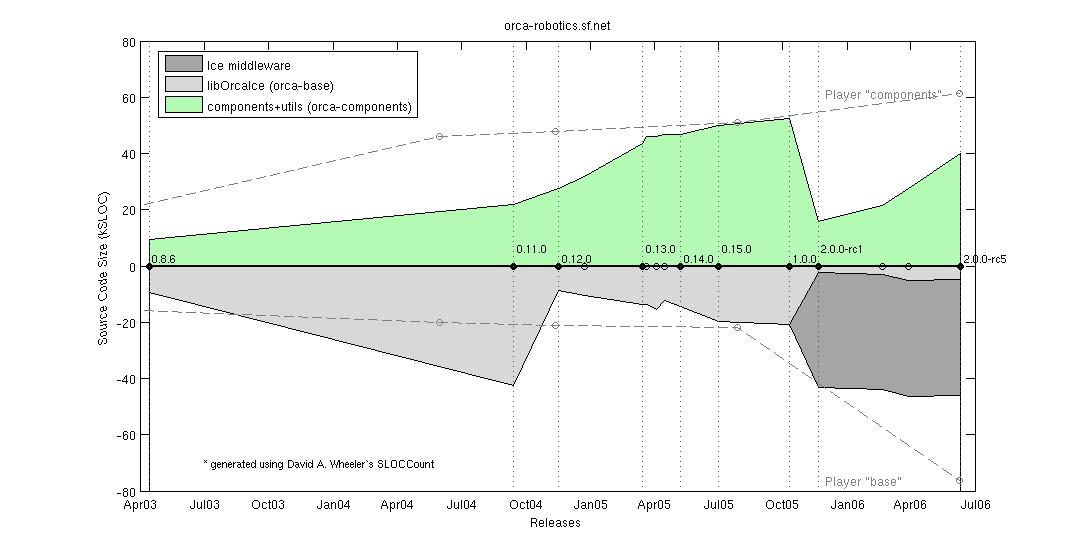 orca-robotics.sf.net
80
60
40
20
0
-20
-40
-60
-80
Source Code Size (kSLOC)
Ice middleware
libOrcaIce (orca-base)
components+utils (orca-components)
Player "components"
0.8.6
0.11.0
0.12.0
0.13.0
0.14.0
0.15.0
1.0.0
2.0.0-rc1
2.0.0-rc5
Player "base"
* generated using David A. Wheeler`s SLOCCount
Apr03 Jul03 Oct03 Jan04 Apr04 Jul04 Oct04 Jan05 Apr05 Jul05 Oct05 Jan06 Apr06 Jul06
Releases